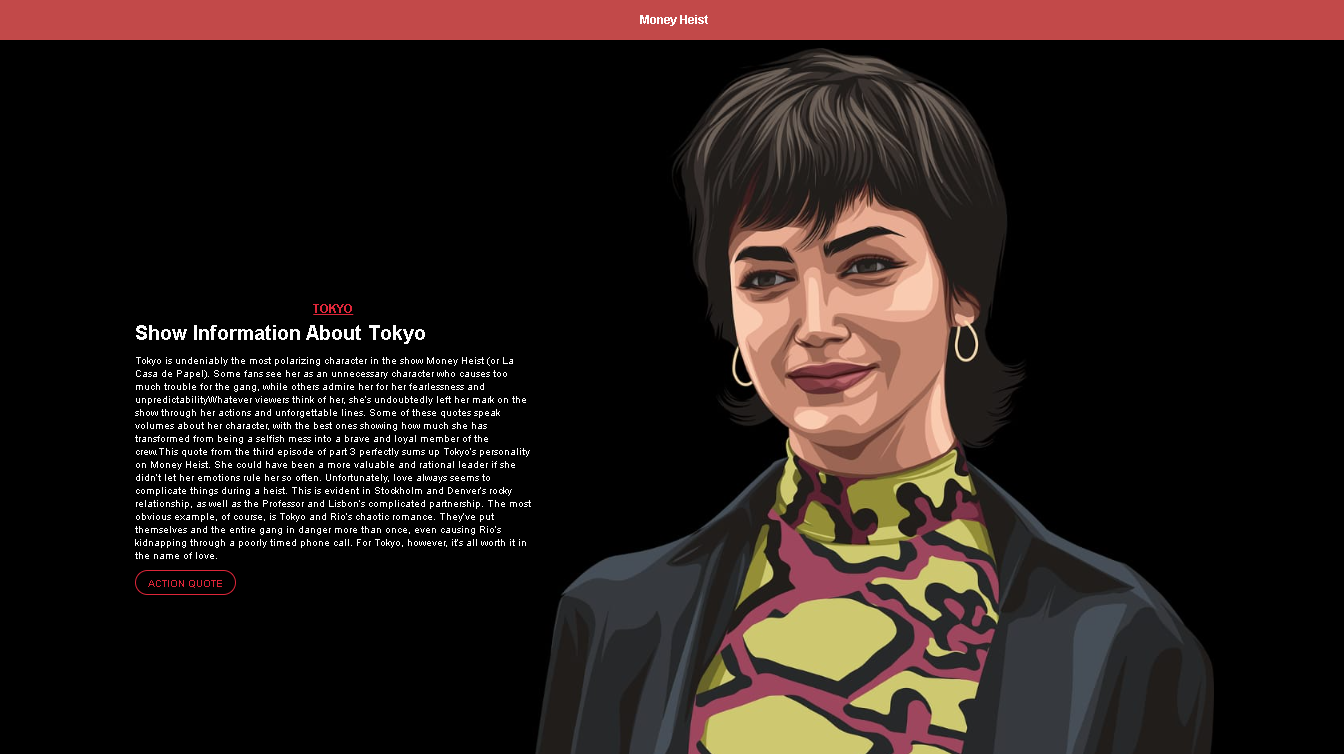 Money Heist
TOKYO
Show Information About Tokyo
Tokyo is undeniably the most polarizing character in the show Money Heist (or La
Casa de Papel). Some fans see her as an unnecessary character who causes too
much trouble for the gang, while others admire her for her fearlessness and
unpredictabilityWhatever viewers think of her, she's undoubtedly left her mark on the
show through her actions and unforgettable lines. Some of these quotes speak
volumes about her character, with the best ones showing how much she has
transformed from being a selfish mess into a brave and loyal member of the
crew.This quote from the third episode of part 3 perfectly sums up Tokyo's personality
on Money Heist. She could have been a more valuable and rational leader if she
didn't let her emotions rule her so often. Unfortunately, love always seems to
complicate things during a heist. This is evident in Stockholm and Denver's rocky
relationship, as well as the Professor and Lisbon's complicated partnership. The most
obvious example, of course, is Tokyo and Rio's chaotic romance. They've put
themselves and the entire gang in danger more than once, even causing Rio's
kidnapping through a poorly timed phone call. For Tokyo, however, it's all worth it in
the name of love.
ACTION QUOTE